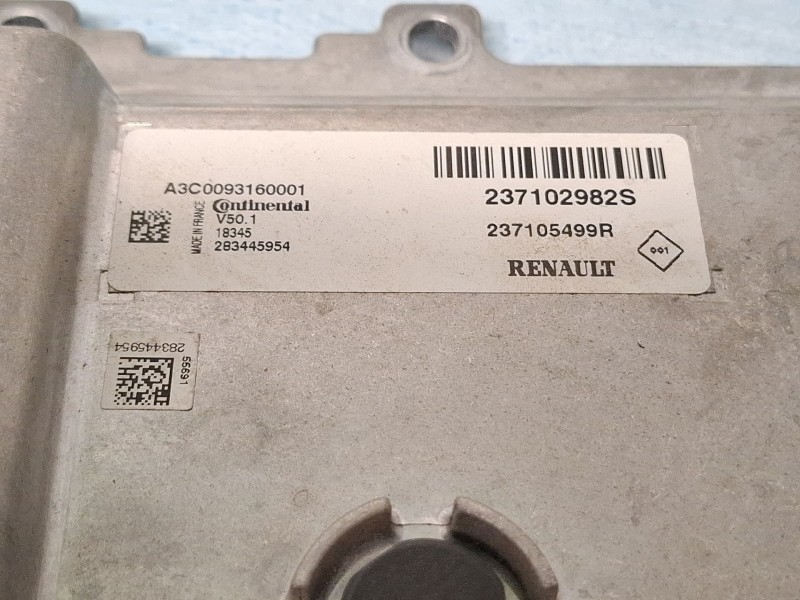 A3C0093160001
Continental
MADE IN FRANCE
V50.1
18345
283445954
237102982S
237105499R
RENAULT
001
55691
283445954